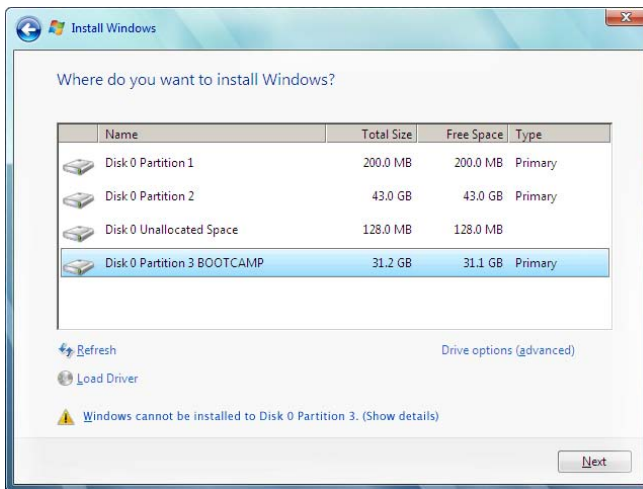 Install Windows
Where do you want to install Windows?
Name Total Size Free Space Type
Disk 0 Partition 1 200.0 MB 200.0 MB Primary
Disk 0 Partition 2 43.0 GB 43.0 GB Primary
Disk 0 Unallocated Space 128.0 MB 128.0 MB
Disk 0 Partition 3 BOOTCAMP 31.2 GB 31.1 GB Primary
Refresh Drive options (advanced)
Load Driver
Windows cannot be installed to Disk 0 Partition 3. (Show details)
Next